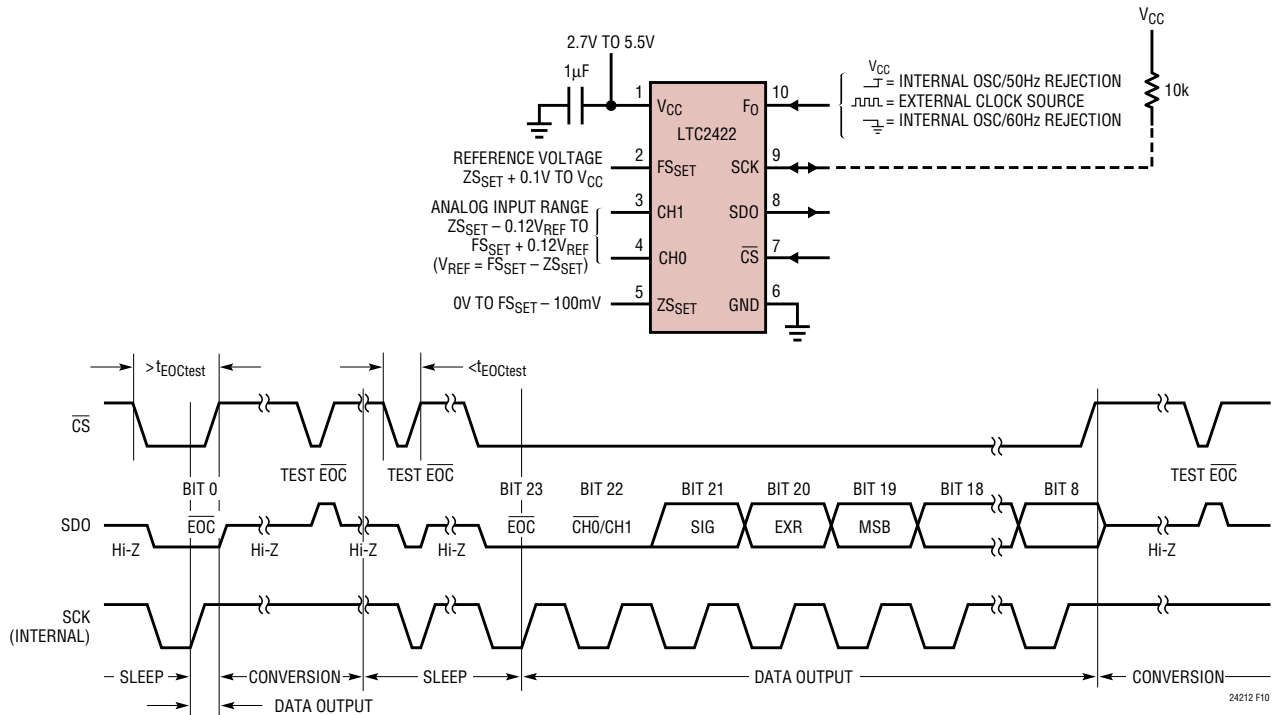 VCC
2.7V TO 5.5V
1µF
10k
1
VCC
10
FO
LTC2422
VCC
= INTERNAL OSC/50Hz REJECTION
= EXTERNAL CLOCK SOURCE
= INTERNAL OSC/60Hz REJECTION
REFERENCE VOLTAGE
ZSSET + 0.1V TO VCC
2
FSSET
9
SCK
ANALOG INPUT RANGE
ZSSET – 0.12VREF TO
FSSET + 0.12VREF
(VREF = FSSET – ZSSET)
3
CH1
8
SDO
4
CH0
7
CS
0V TO FSSET – 100mV
5
ZSSET
6
GND
>tEOCtest
<tEOCtest
CS
TEST EOC
TEST EOC
TEST EOC
BIT 0
BIT 23
BIT 22
BIT 21
BIT 20
BIT 19
BIT 18
BIT 8
SDO
EOC
EOC
CH0/CH1
SIG
EXR
MSB
Hi-Z
Hi-Z
Hi-Z
Hi-Z
Hi-Z
SCK
(INTERNAL)
SLEEP
CONVERSION
SLEEP
DATA OUTPUT
CONVERSION
DATA OUTPUT
24212 F10